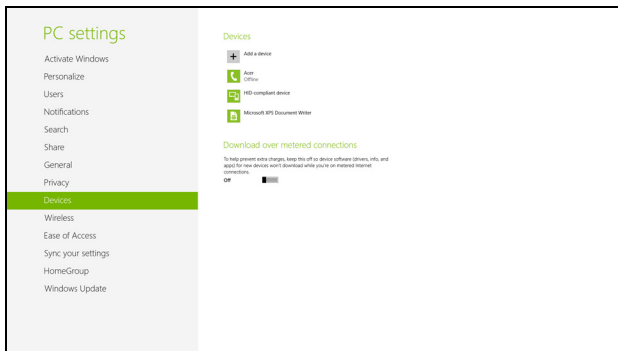 PC settings
Activate Windows
Personalize
Users
Notifications
Search
Share
General
Privacy
Devices
Wireless
Ease of Access
Sync your settings
HomeGroup
Windows Update
Devices
Add a device
Acer
Offline
HID-compliant device
Microsoft XPS Document Writer
Download over metered connections
To help prevent extra charges, keep this off so device software (drivers, info, and
apps) for new devices won't download while you're on metered Internet
connections.
Off